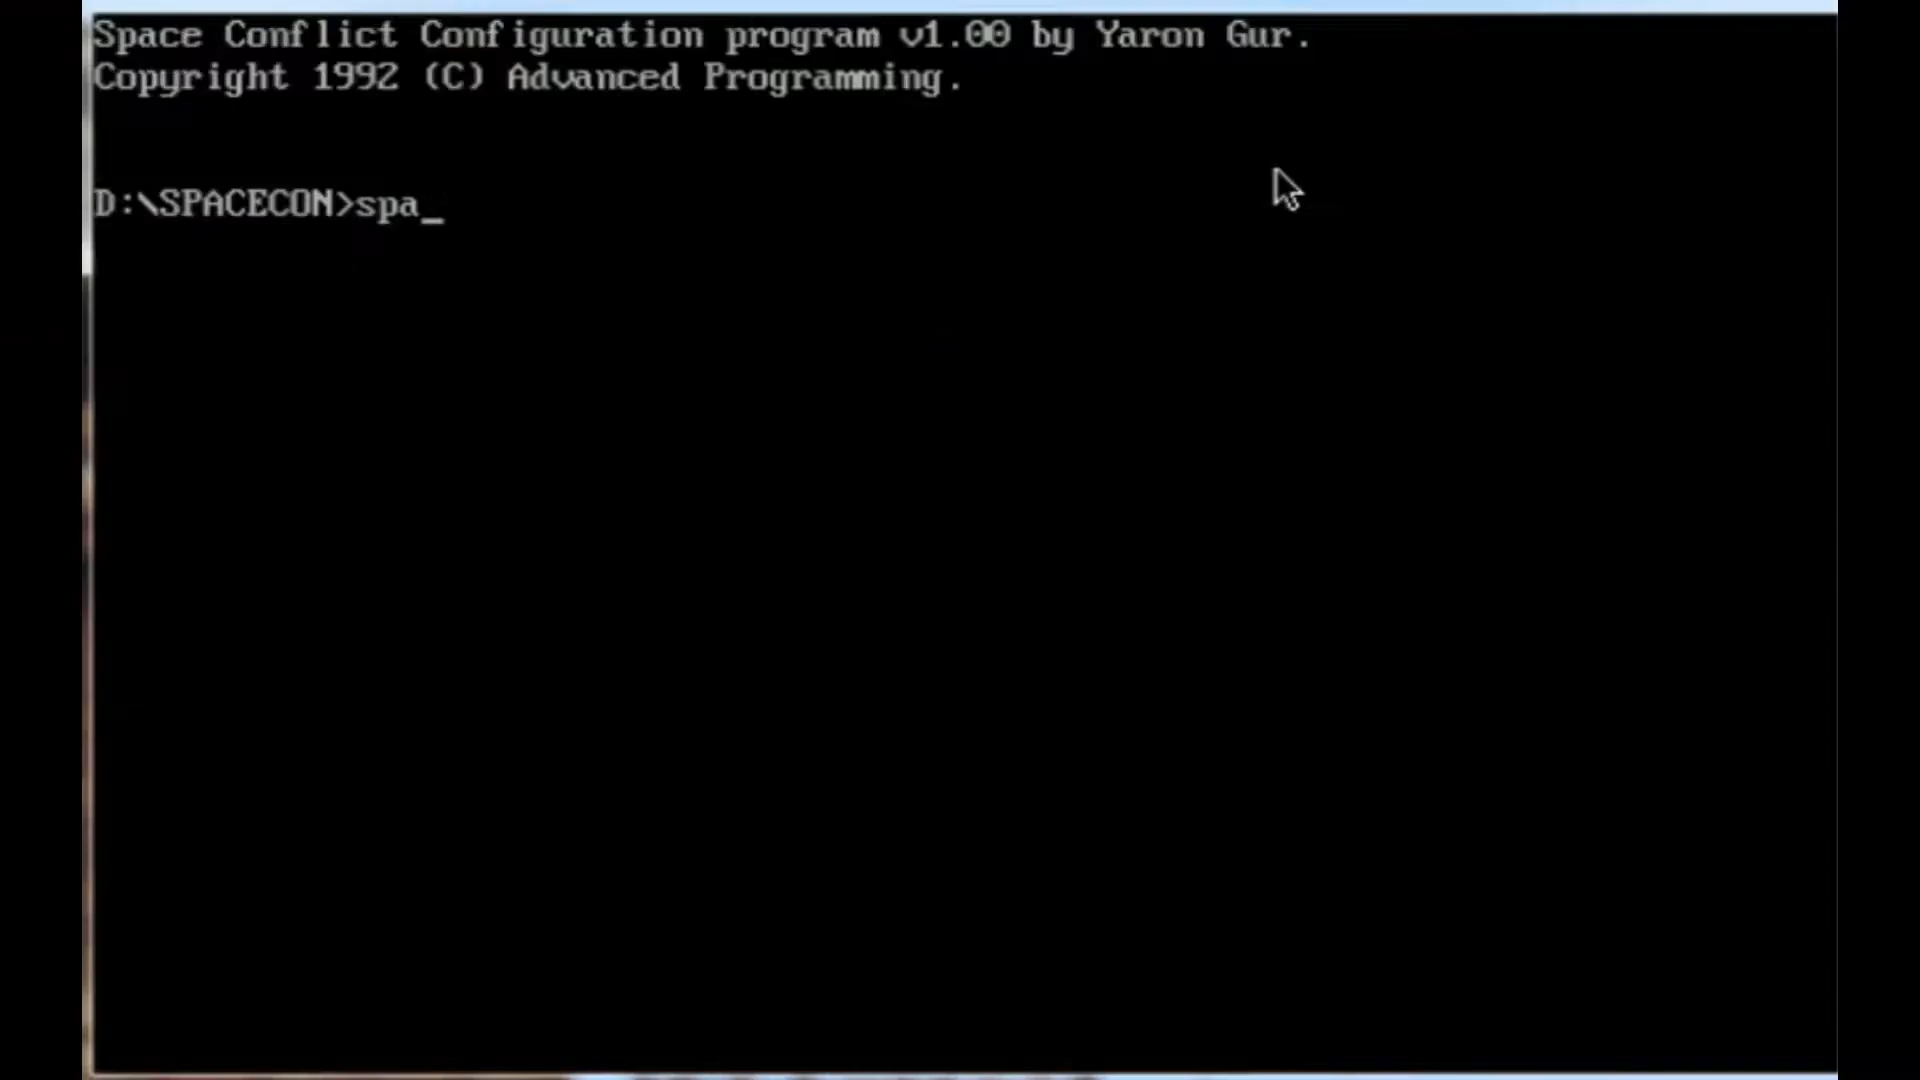 Space Conflict Configuration program v1.00 by Yaron Gur.
Copyright 1992 (C) Advanced Programming.
D:\SPACECON>spa_